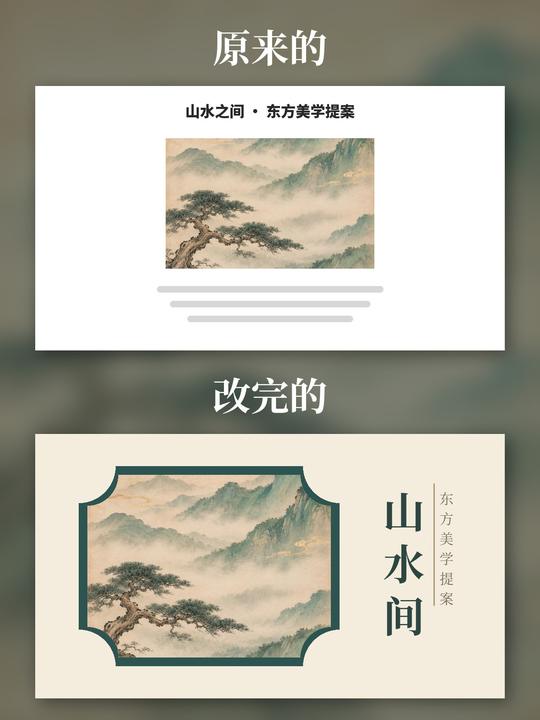 原来的
山水之间 · 东方美学提案
改完的
山水间
东方美学提案